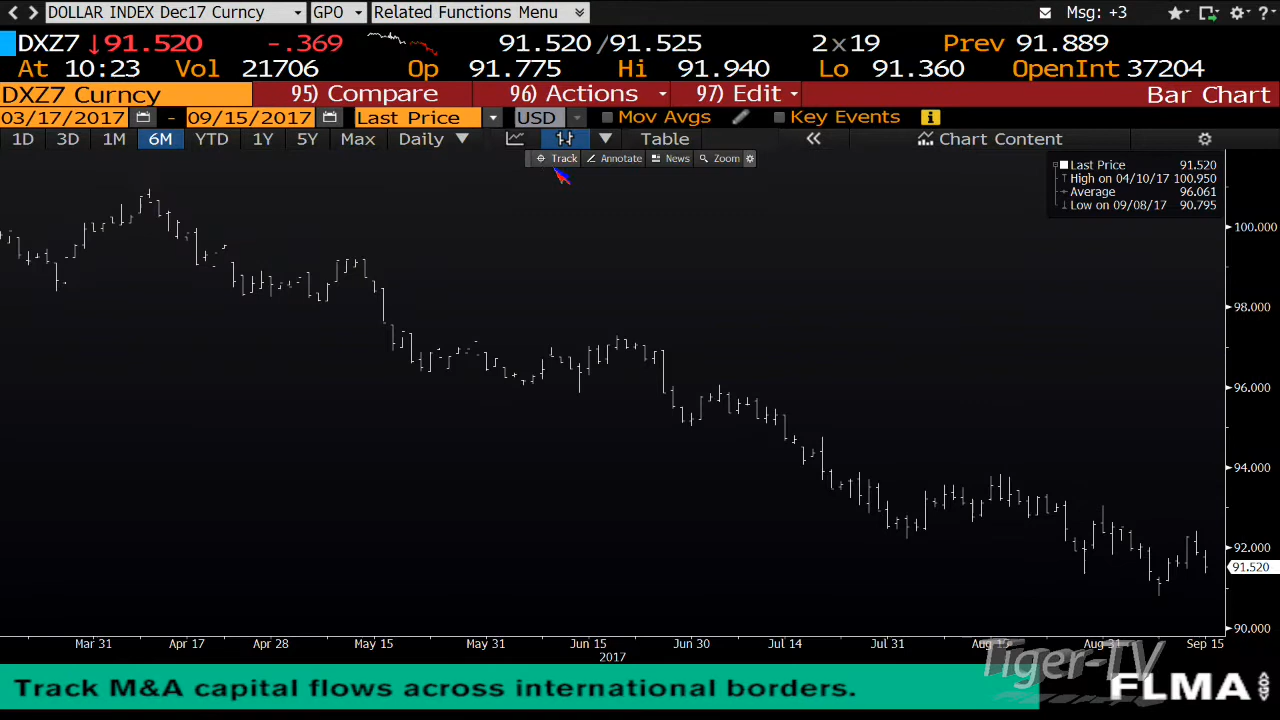 DOLLAR INDEX Dec17 Curncy GPO Related Functions Menu Msg: +3
DXZ7 ↓91.520 -.369 91.520/91.525 2x19 Prev 91.889
At 10:23 Vol 21706 Op 91.775 Hi 91.940 Lo 91.360 OpenInt 37204
DXZ7 Curncy 95) Compare 96) Actions 97) Edit Bar Chart
03/17/2017 - 09/15/2017 Last Price USD Mov Avgs Key Events
1D 3D 1M 6M YTD 1Y 5Y Max Daily Table Chart Content
Track Annotate News Zoom
Last Price 91.520
High on 04/10/17 100.950
Average 96.061
Low on 09/08/17 90.795
100.000
98.000
96.000
94.000
92.000
91.520
90.000
Mar 31 Apr 17 Apr 28 May 15 May 31 Jun 15 Jun 30 Jul 14 Jul 31 Aug 15 Aug 31 Sep 15
2017
Tiger-TV
Track M&A capital flows across international borders.
FLMA